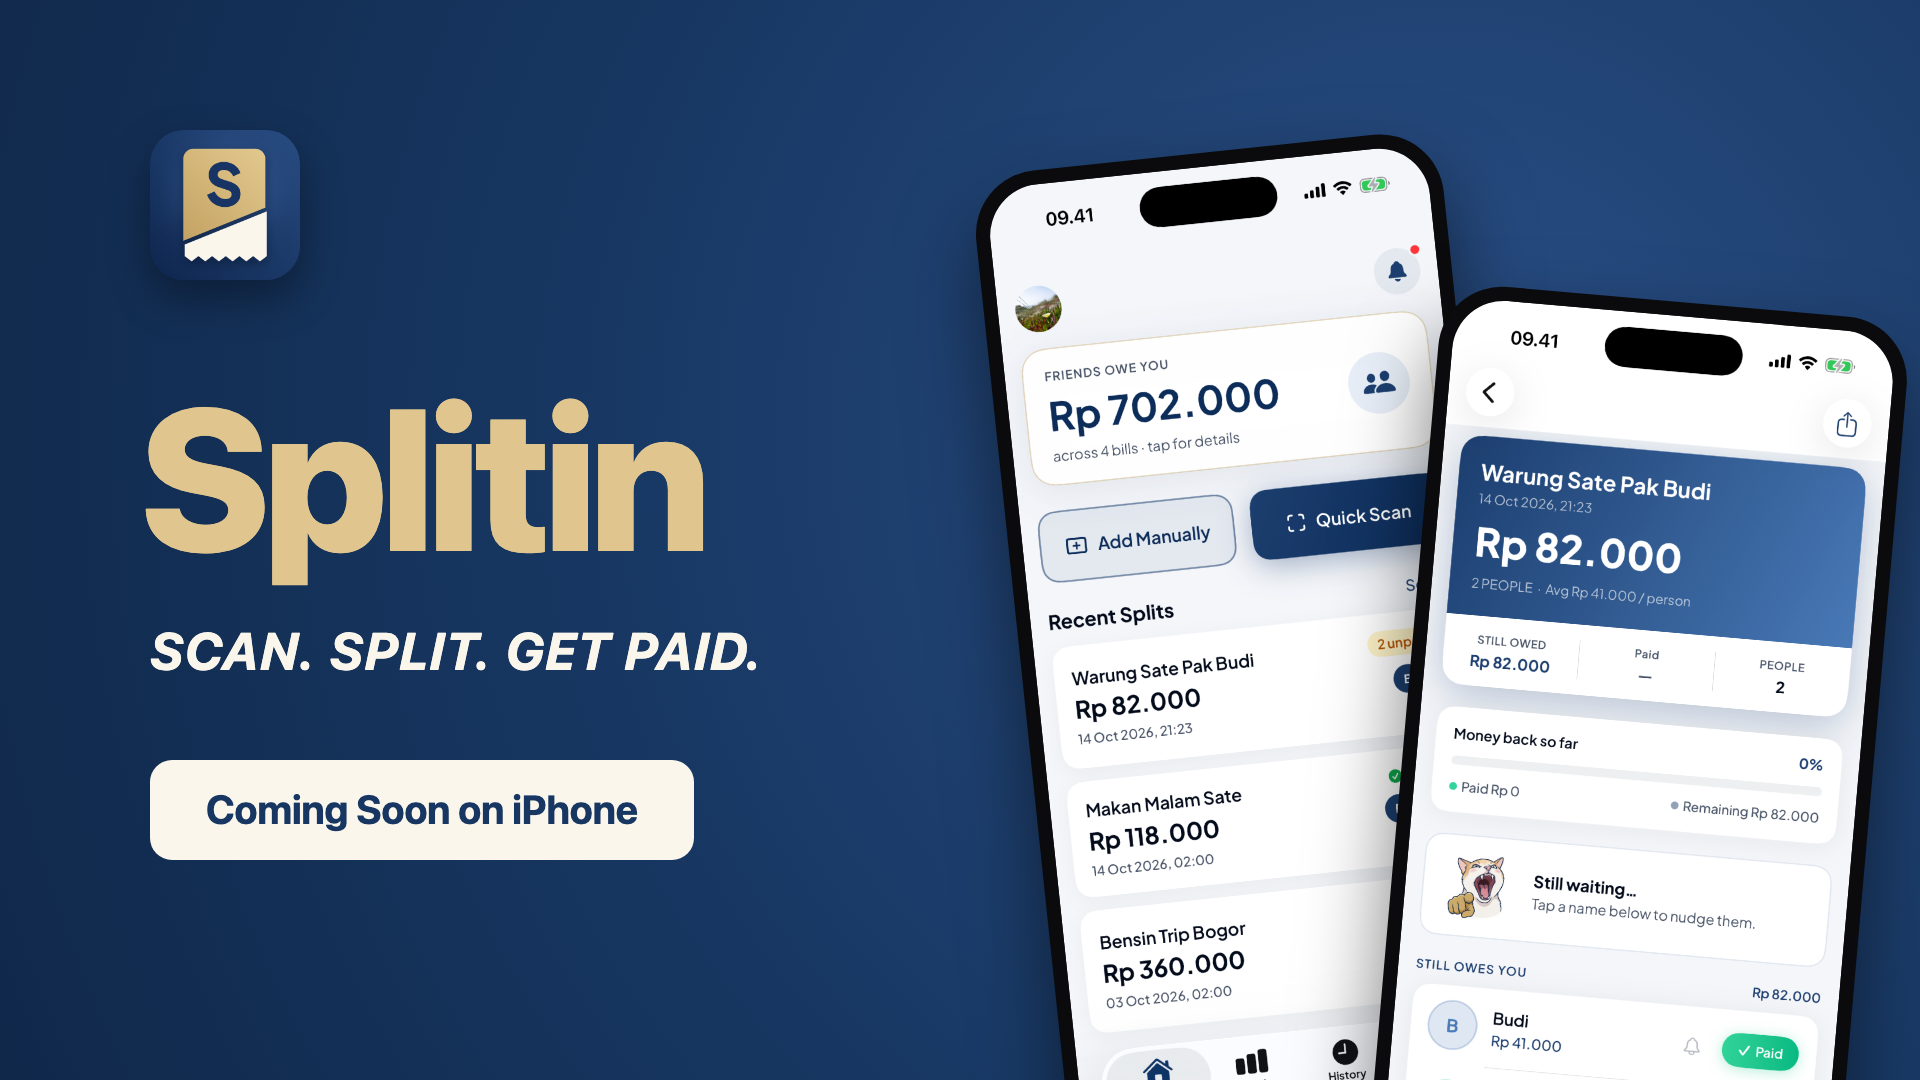 S
Splitin
SCAN. SPLIT. GET PAID.
Coming Soon on iPhone
09.41
FRIENDS OWE YOU
Rp 702.000
across 4 bills · tap for details
Add Manually
Quick Scan
Recent Splits
Warung Sate Pak Budi
2 unp
Rp 82.000
14 Oct 2026, 21:23
Makan Malam Sate
Rp 118.000
14 Oct 2026, 02:00
Bensin Trip Bogor
Rp 360.000
03 Oct 2026, 02:00
History
09.41
Warung Sate Pak Budi
14 Oct 2026, 21:23
Rp 82.000
2 PEOPLE · Avg Rp 41.000 / person
STILL OWED
Rp 82.000
Paid
—
PEOPLE
2
Money back so far
0%
Paid Rp 0
Remaining Rp 82.000
Still waiting...
Tap a name below to nudge them.
STILL OWES YOU
Rp 82.000
B
Budi
Rp 41.000
Paid